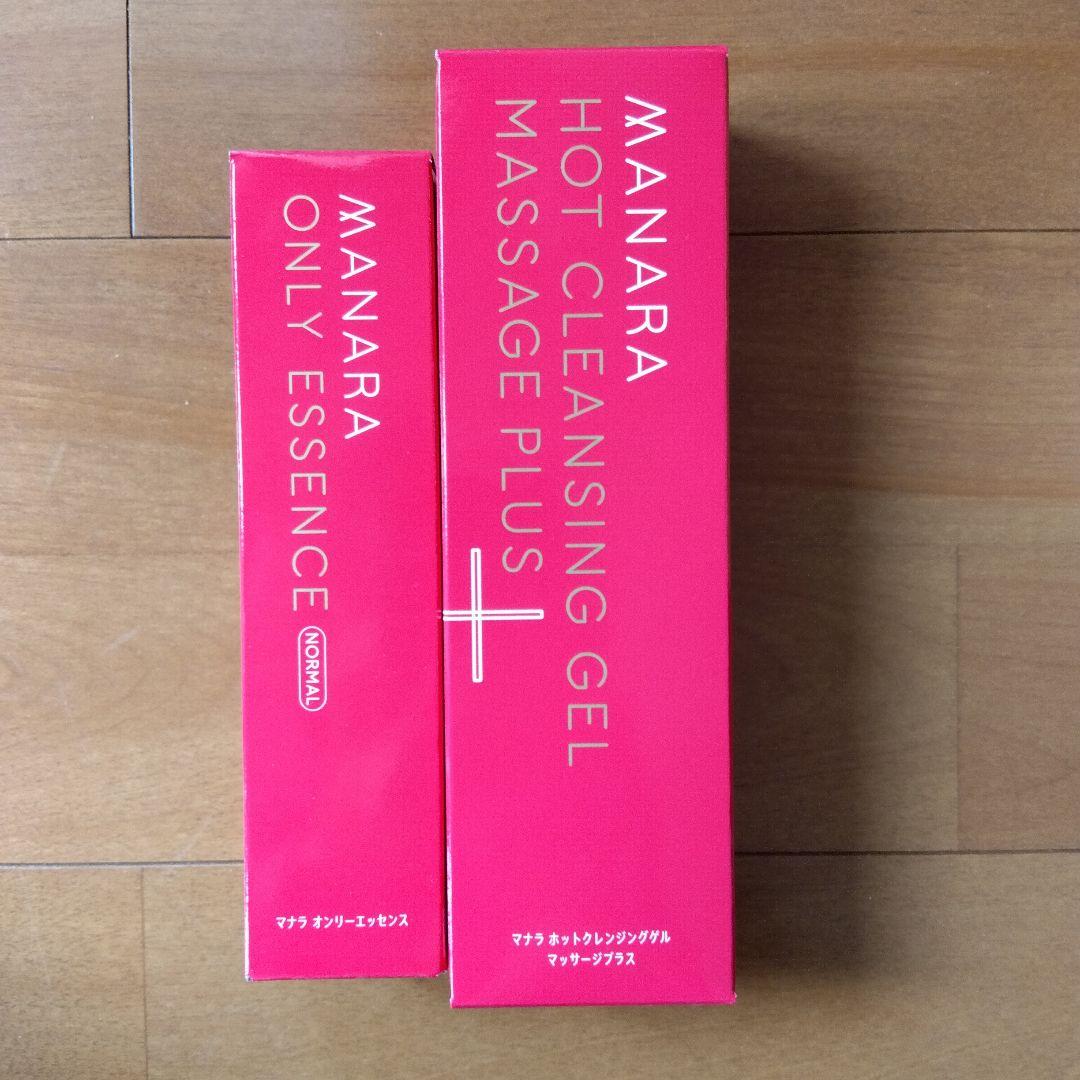 MANARA
ONLY ESSENCE
NORMAL
マナラ オンリーエッセンス
MANARA
HOT CLEANSING GEL
MASSAGE PLUS
マナラ ホットクレンジングゲル
マッサージプラス